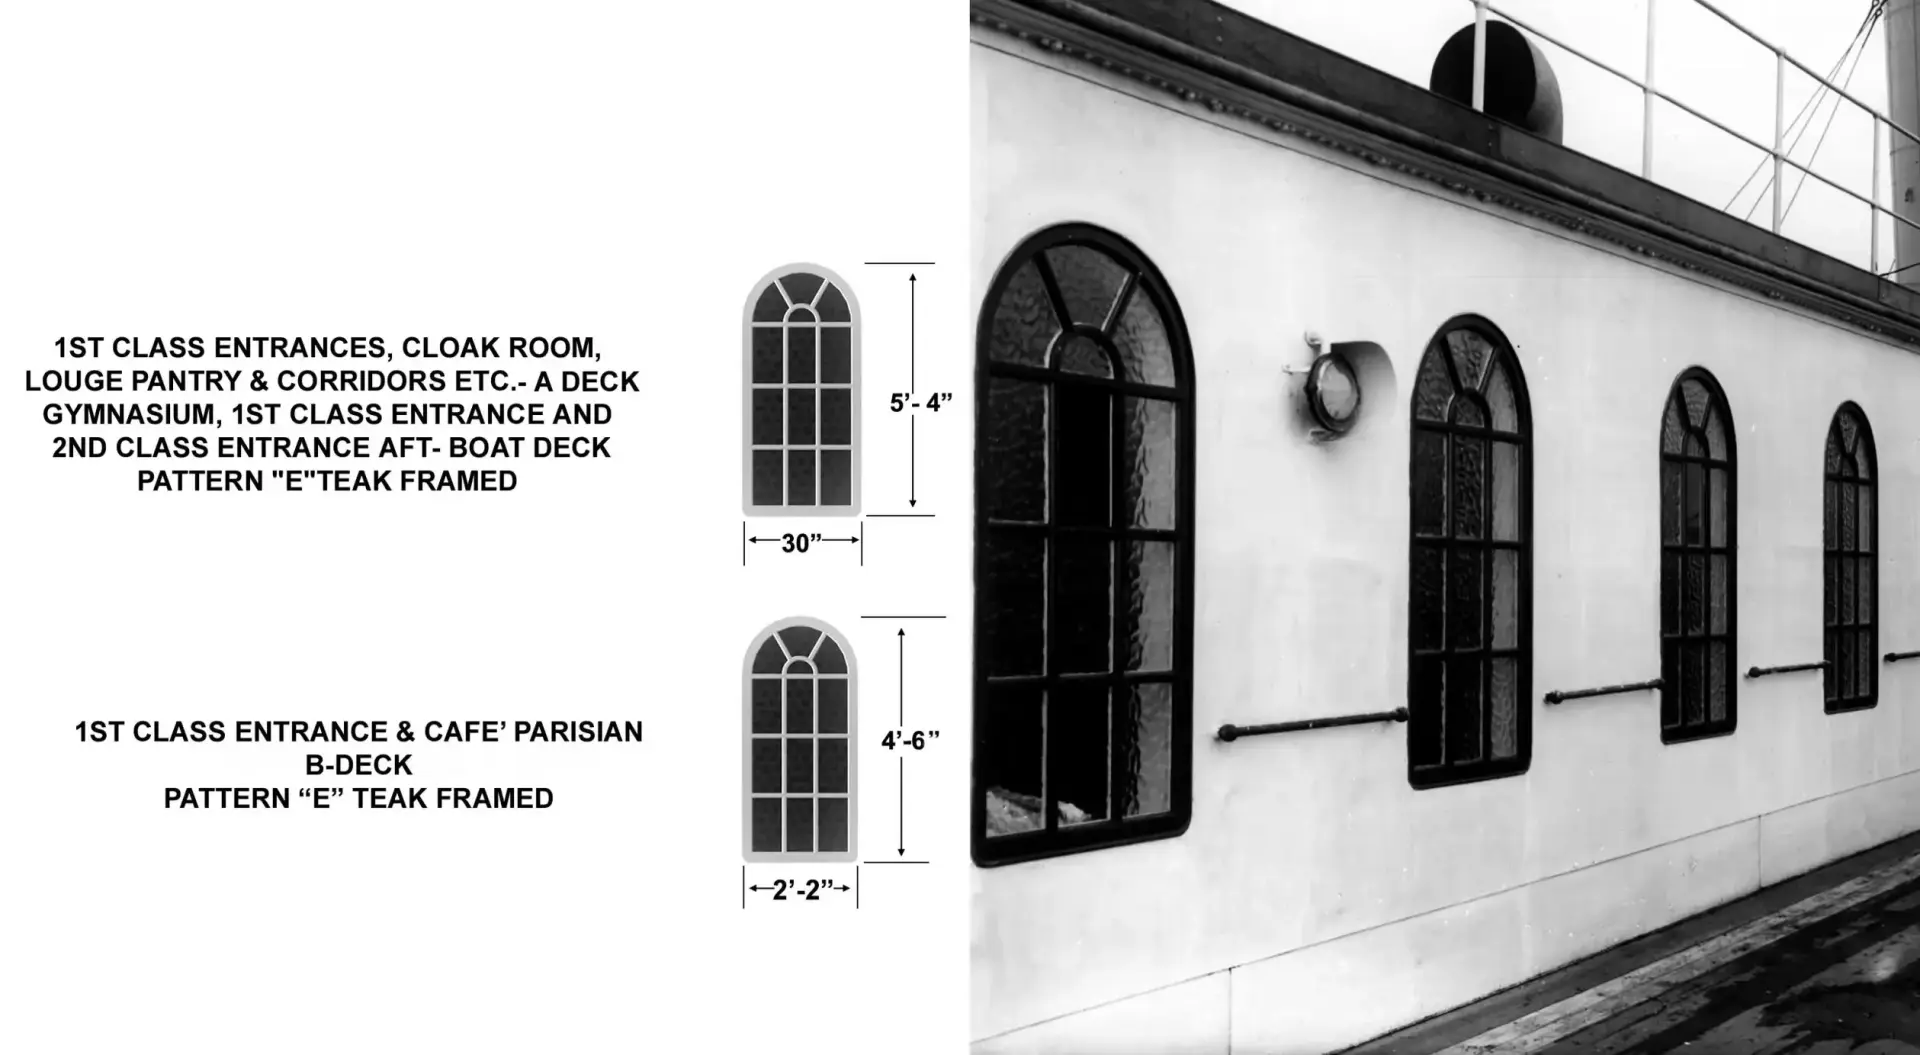 1ST CLASS ENTRANCES, CLOAK ROOM,
LOUGE PANTRY & CORRIDORS ETC.- A DECK
GYMNASIUM, 1ST CLASS ENTRANCE AND
2ND CLASS ENTRANCE AFT- BOAT DECK
PATTERN "E"TEAK FRAMED
5’- 4”
30”
1ST CLASS ENTRANCE & CAFE’ PARISIAN
B-DECK
PATTERN “E” TEAK FRAMED
4’-6”
2’-2”